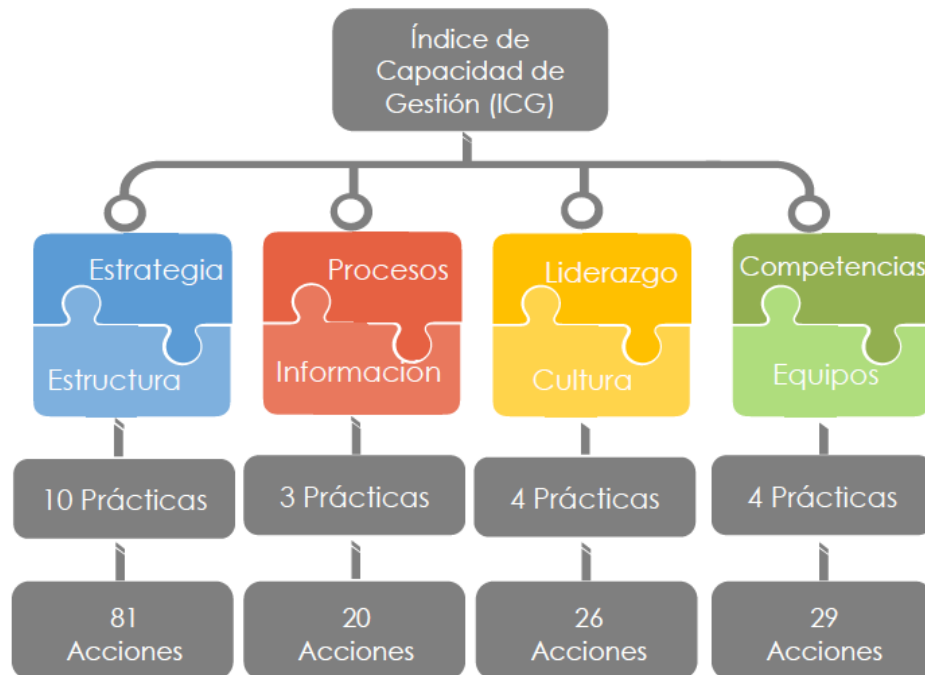 Índice de
Capacidad de
Gestión (ICG)
Estrategia
Estructura
Procesos
Información
Liderazgo
Cultura
Competencias
Equipos
10 Prácticas
3 Prácticas
4 Prácticas
4 Prácticas
81
Acciones
20
Acciones
26
Acciones
29
Acciones